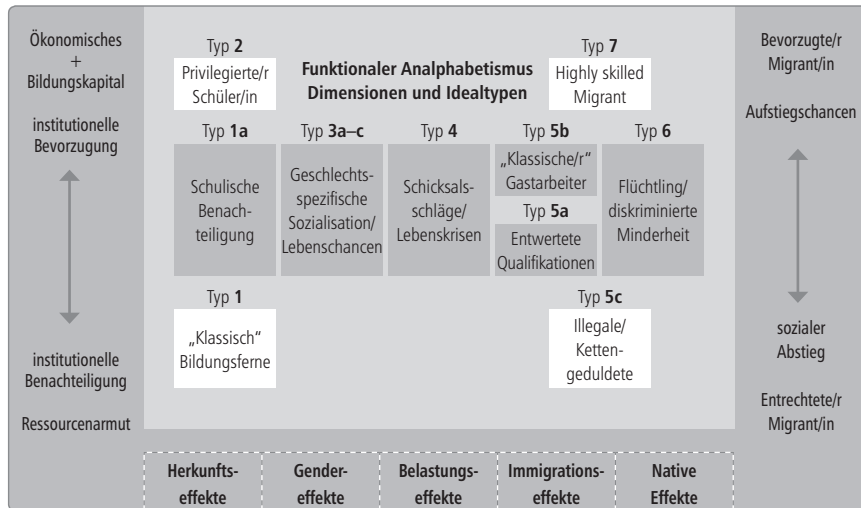 Ökonomisches
+
Bildungskapital
institutionelle
Bevorzugung
institutionelle
Benachteiligung
Ressourcenarmut
Typ 2
Privilegierte/r
Schüler/in
Funktionaler Analphabetismus
Dimensionen und Idealtypen
Typ 7
Highly skilled
Migrant
Typ 1a
Schulische
Benach-
teiligung
Typ 3a–c
Geschlechts-
spezifische
Sozialisation/
Lebenschancen
Typ 4
Schicksals-
schläge/
Lebenskrisen
Typ 5b
„Klassische/r“
Gastarbeiter
Typ 5a
Entwertete
Qualifikationen
Typ 6
Flüchtling/
diskriminierte
Minderheit
Typ 1
„Klassisch“
Bildungsferne
Typ 5c
Illegale/
Ketten-
geduldete
Bevorzugte/r
Migrant/in
Aufstiegschancen
sozialer
Abstieg
Entrechtete/r
Migrant/in
Herkunfts-
effekte
Gender-
effekte
Belastungs-
effekte
Immigrations-
effekte
Native
Effekte